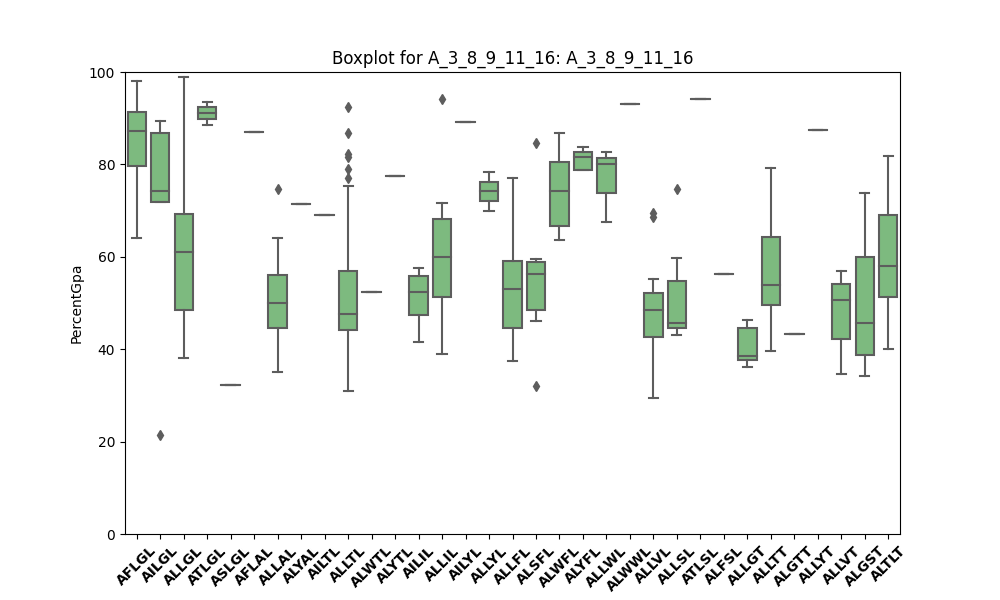 Boxplot for A_3_8_9_11_16: A_3_8_9_11_16
PercentGpa
100
80
60
40
20
0
AFLGL
AILGL
ALLGL
ATLGL
ASLGL
AFLAL
ALLAL
ALYAL
AILTL
ALLTL
ALWTL
ALYTL
AILIL
ALLIL
AILYL
ALLYL
ALLFL
ALSFL
ALWFL
ALYFL
ALLWL
ALWWL
ALLVL
ALLSL
ATLSL
ALFSL
ALLGT
ALLTT
ALGTT
ALLYT
ALLVT
ALGST
ALTLT